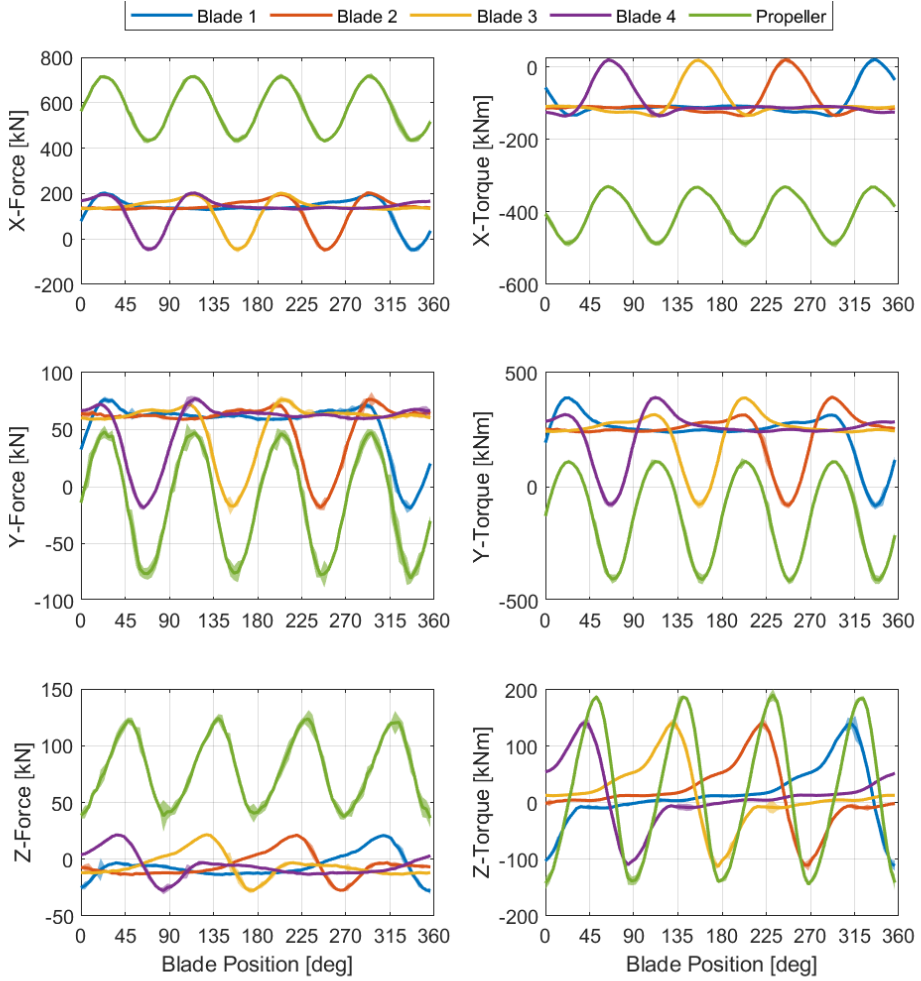 Blade 1 Blade 2 Blade 3 Blade 4 Propeller
X-Force [kN]
800
600
400
200
0
-200
0 45 90 135 180 225 270 315 360
X-Torque [kNm]
0
-200
-400
-600
0 45 90 135 180 225 270 315 360
Y-Force [kN]
100
50
0
-50
-100
0 45 90 135 180 225 270 315 360
Y-Torque [kNm]
500
0
-500
0 45 90 135 180 225 270 315 360
Z-Force [kN]
150
100
50
0
-50
0 45 90 135 180 225 270 315 360
Blade Position [deg]
Z-Torque [kNm]
200
100
0
-100
-200
0 45 90 135 180 225 270 315 360
Blade Position [deg]